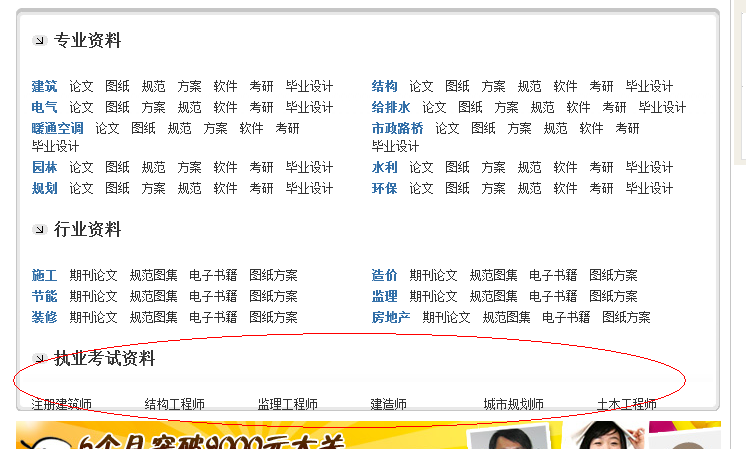 专业资料
建筑 论文 图纸 规范 方案 软件 考研 毕业设计
结构 论文 图纸 方案 规范 软件 考研 毕业设计
电气 论文 图纸 方案 规范 软件 考研 毕业设计
给排水 论文 图纸 方案 规范 软件 考研 毕业设计
暖通空调 论文 图纸 规范 方案 软件 考研
毕业设计
市政路桥 论文 图纸 方案 规范 软件 考研
毕业设计
园林 论文 图纸 规范 方案 软件 考研 毕业设计
水利 论文 图纸 方案 规范 软件 考研 毕业设计
规划 论文 图纸 方案 规范 软件 考研 毕业设计
环保 论文 图纸 方案 规范 软件 考研 毕业设计
行业资料
施工 期刊论文 规范图集 电子书籍 图纸方案
造价 期刊论文 规范图集 电子书籍 图纸方案
节能 期刊论文 规范图集 电子书籍 图纸方案
监理 期刊论文 规范图集 电子书籍 图纸方案
装修 期刊论文 规范图集 电子书籍 图纸方案
房地产 期刊论文 规范图集 电子书籍 图纸方案
执业考试资料
注册建筑师 结构工程师 监理工程师 建造师 城市规划师 土木工程师
6个月突破9000元大关